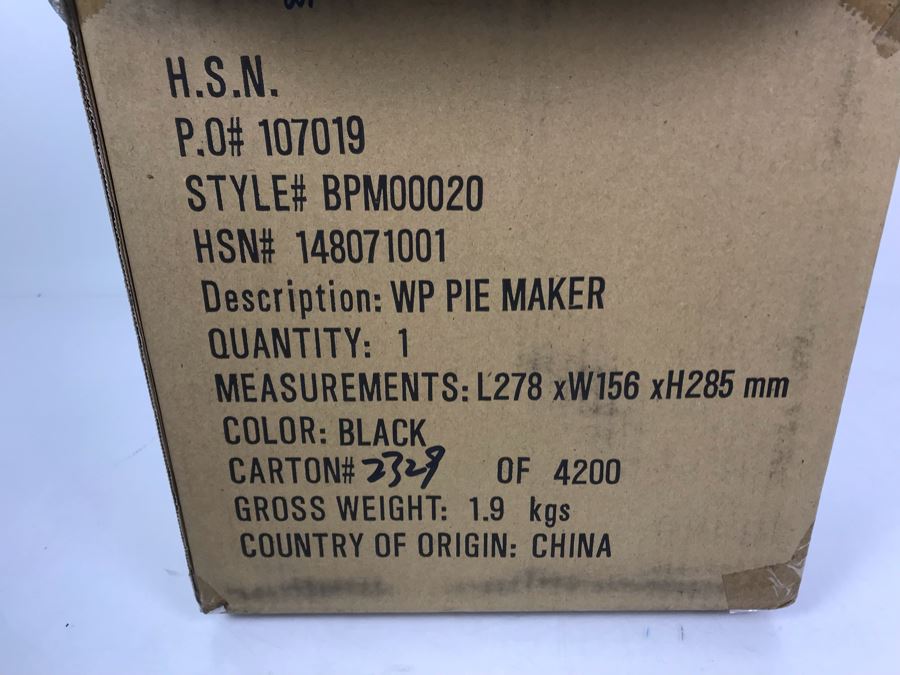 H.S.N.
P.O# 107019
STYLE# BPM00020
HSN# 148071001
Description: WP PIE MAKER
QUANTITY: 1
MEASUREMENTS: L278 xW156 xH285 mm
COLOR: BLACK
CARTON# 2329 OF 4200
GROSS WEIGHT: 1.9 kgs
COUNTRY OF ORIGIN: CHINA